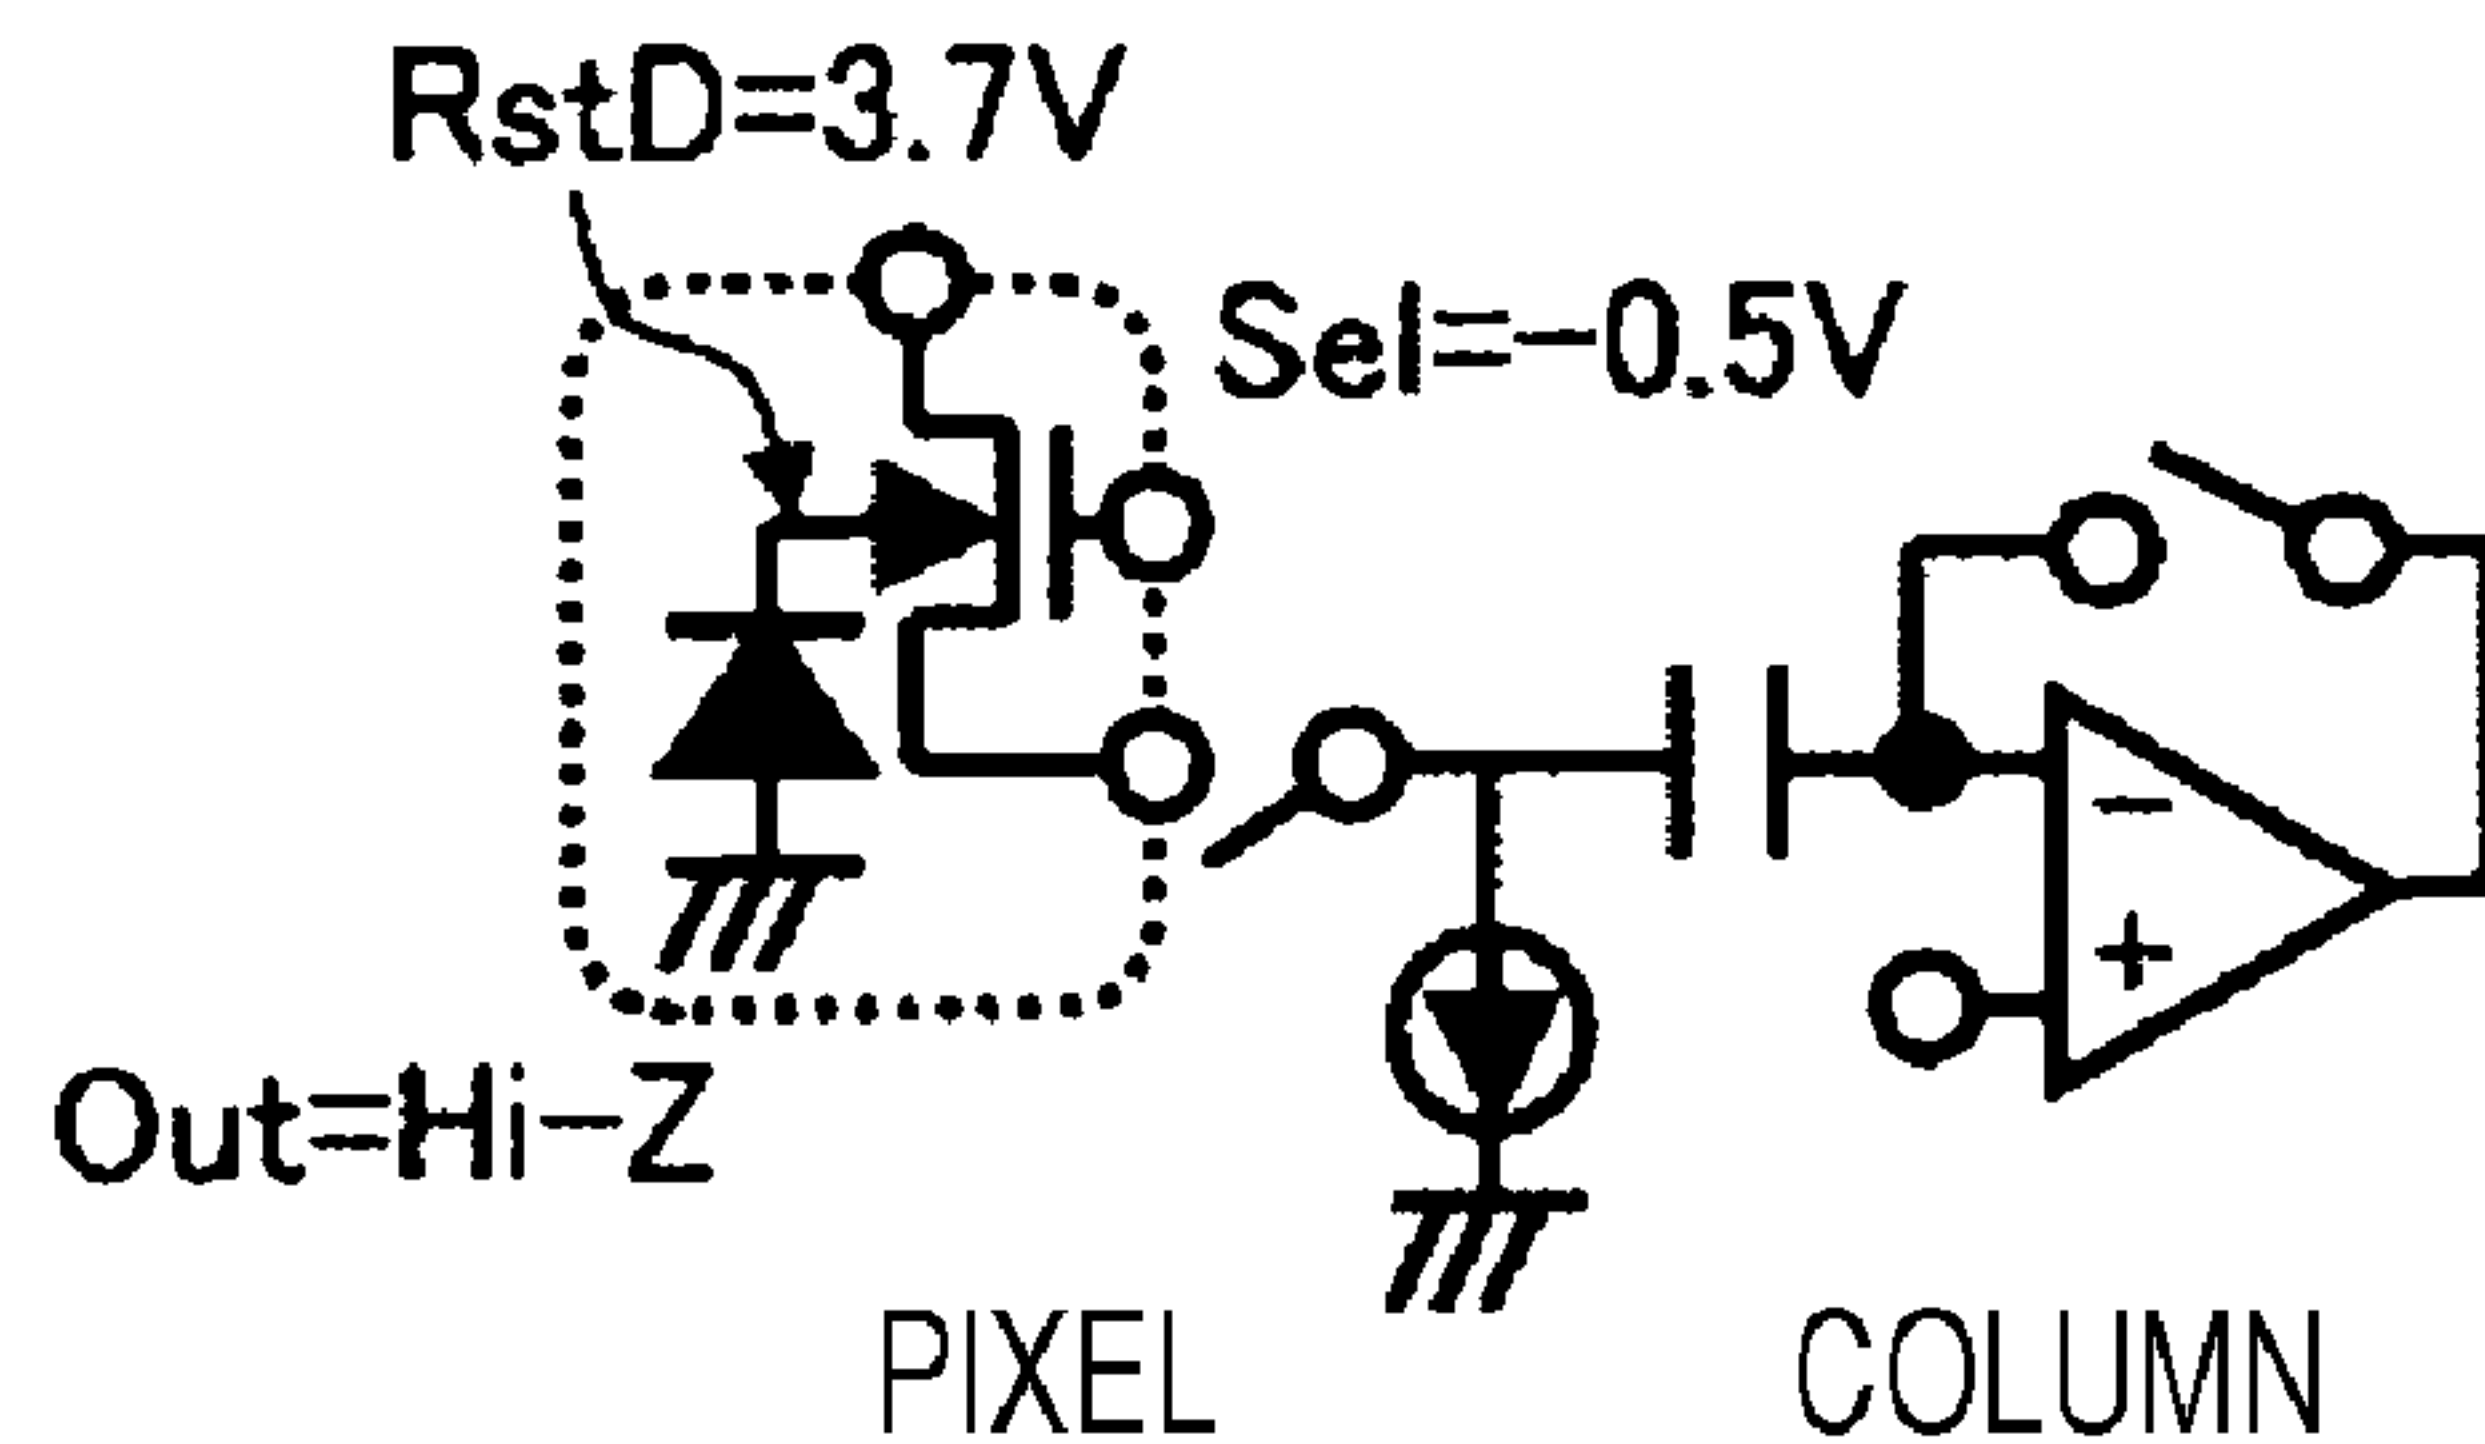 RstD=3.7V
Sel=-0.5V
-
+
Out=Hi-Z
PIXEL
COLUMN